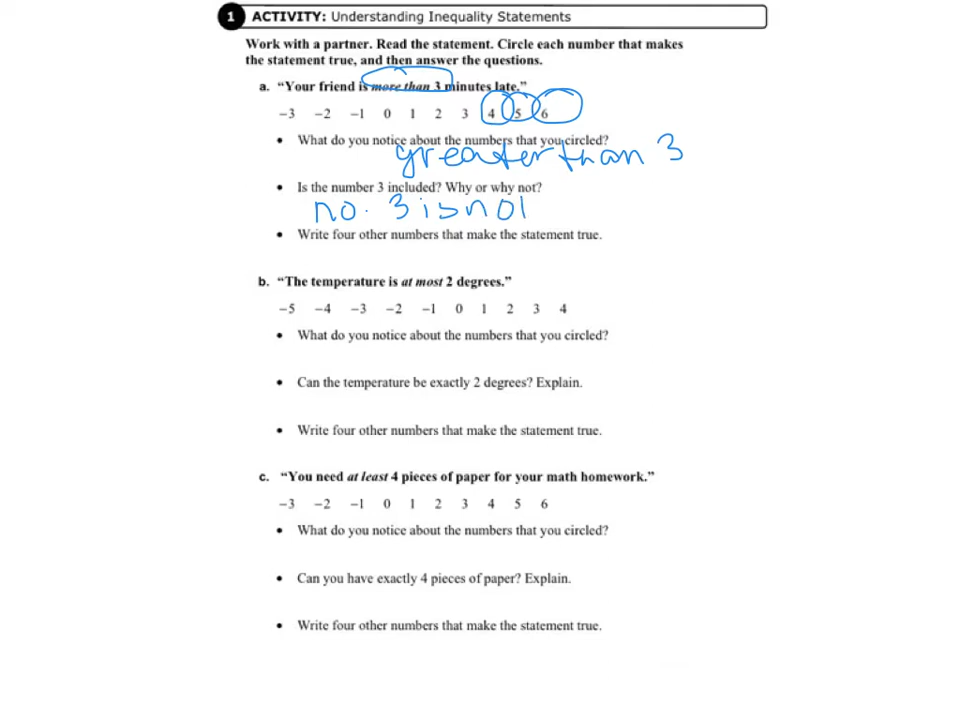 1 ACTIVITY: Understanding Inequality Statements
Work with a partner. Read the statement. Circle each number that makes
the statement true, and then answer the questions.
a. “Your friend is more than 3 minutes late.”
−3 −2 −1 0 1 2 3 4 5 6
• What do you notice about the numbers that you circled?
greater than 3
• Is the number 3 included? Why or why not?
no. 3 is not
• Write four other numbers that make the statement true.
b. “The temperature is at most 2 degrees.”
−5 −4 −3 −2 −1 0 1 2 3 4
• What do you notice about the numbers that you circled?
• Can the temperature be exactly 2 degrees? Explain.
• Write four other numbers that make the statement true.
c. “You need at least 4 pieces of paper for your math homework.”
−3 −2 −1 0 1 2 3 4 5 6
• What do you notice about the numbers that you circled?
• Can you have exactly 4 pieces of paper? Explain.
• Write four other numbers that make the statement true.